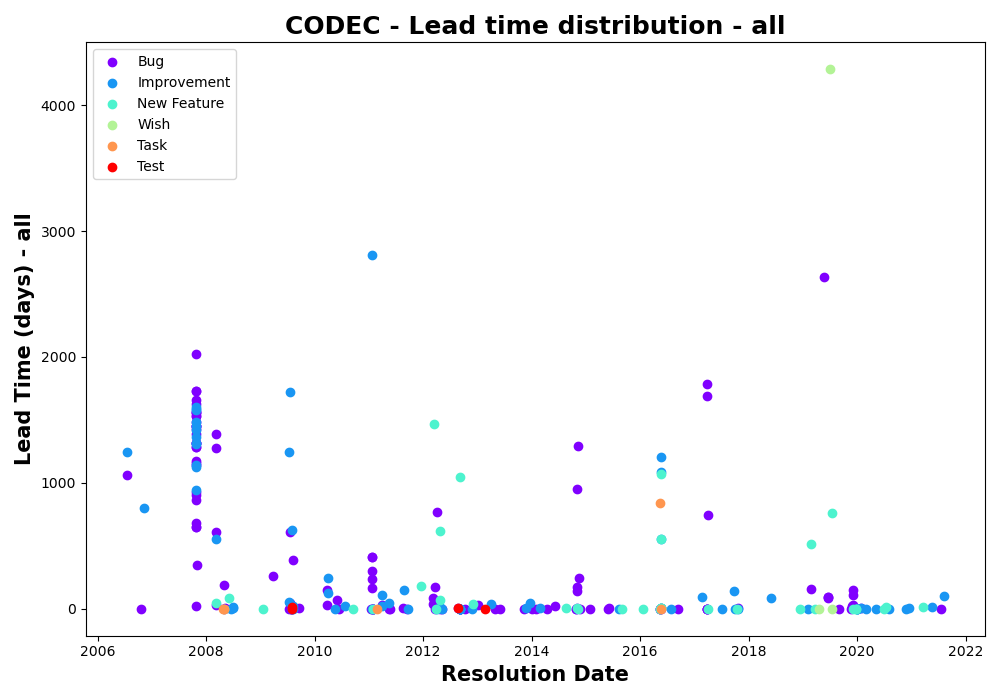 CODEC - Lead time distribution - all
Bug
Improvement
New Feature
Wish
Task
Test
Lead Time (days) - all
4000
3000
2000
1000
0
2006 2008 2010 2012 2014 2016 2018 2020 2022
Resolution Date